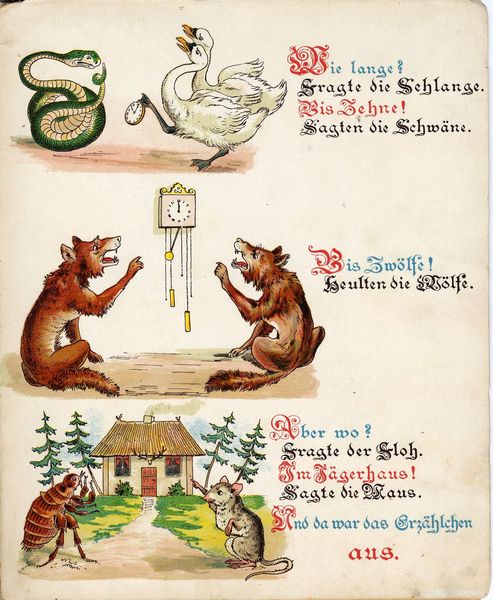 Wie lange?
Fragte die Schlange.
Bis Zehne!
Sagten die Schwäne.
Bis Zwölfe!
Heulten die Wölfe.
Aber wo?
Fragte der Floh.
Im Jägerhaus!
Sagte die Maus.
Und da war das Erzählchen
aus.